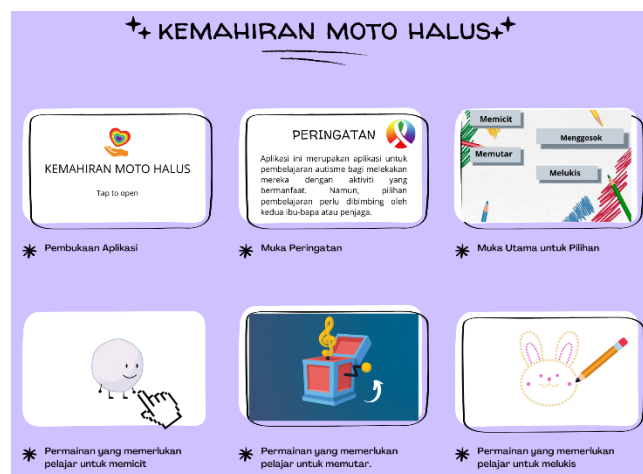 KEMAHIRAN MOTO HALUS
KEMAHIRAN MOTO HALUS
Tap to open
Pembukaan Aplikasi
PERINGATAN
Aplikasi ini merupakan aplikasi untuk
pembelajaran autisme bagi melekakan
mereka dengan aktiviti yang
bermanfaat. Namun, pilihan
pembelajaran perlu dibimbing oleh
kedua ibu-bapa atau penjaga.
Muka Peringatan
Memicit
Menggosok
Memutar
Melukis
Muka Utama untuk Pilihan
Permainan yang memerlukan
pelajar untuk memicit
Permainan yang memerlukan
pelajar untuk memutar.
Permainan yang memerlukan
pelajar untuk melukis